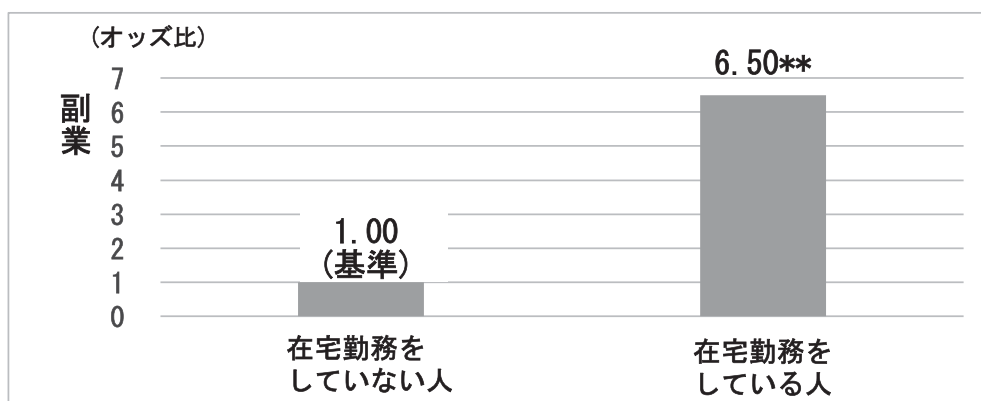 (オッズ比)
副業
7
6
5
4
3
2
1
0
1.00
(基準)
6.50**
在宅勤務を
していない人
在宅勤務を
している人